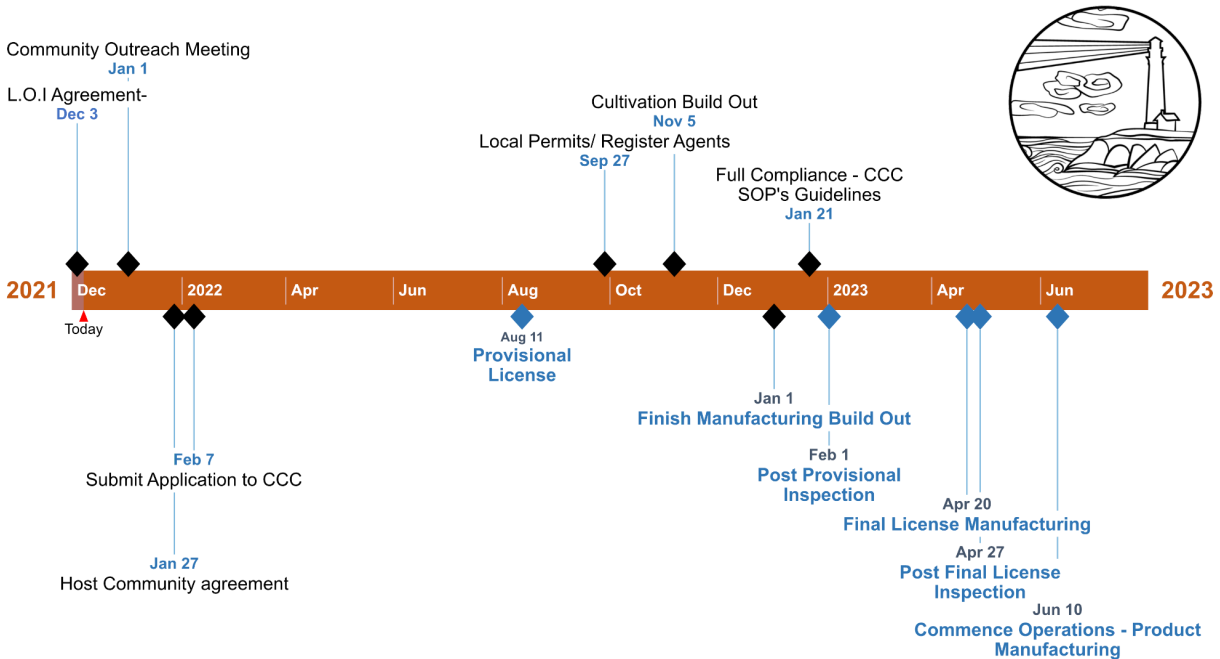 Community Outreach Meeting
Jan 1
L.O.I Agreement-
Dec 3
Cultivation Build Out
Nov 5
Local Permits/ Register Agents
Sep 27
Full Compliance - CCC
SOP's Guidelines
Jan 21
2021
Dec
2022
Apr
Jun
Aug
Oct
Dec
2023
Apr
Jun
2023
Today
Aug 11
Provisional
License
Jan 1
Finish Manufacturing Build Out
Feb 7
Submit Application to CCC
Feb 1
Post Provisional
Inspection
Apr 20
Final License Manufacturing
Jan 27
Host Community agreement
Apr 27
Post Final License
Inspection
Jun 10
Commence Operations - Product
Manufacturing